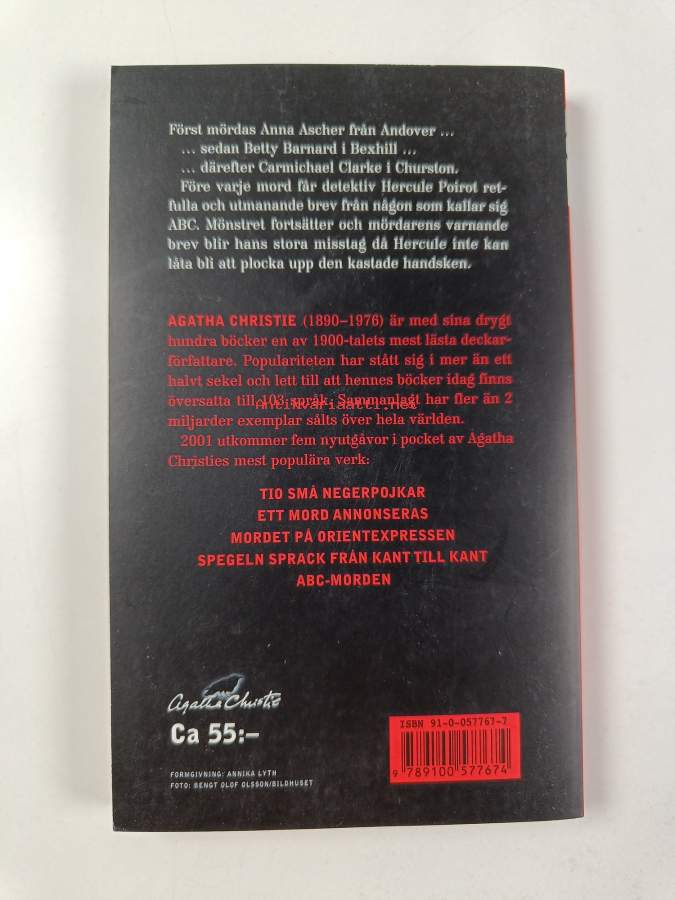 Först mördas Anna Ascher från Andover ...
... sedan Betty Barnard i Bexhill ...
... därefter Carmichael Clarke i Churston.
Före varje mord får detektiv Hercule Poirot ret-
fulla och utmanande brev från någon som kallar sig
ABC. Mönstret fortsätter och mördarens varnande
brev blir hans stora misstag då Hercule inte kan
låta bli att plocka upp den kastade handsken.
AGATHA CHRISTIE (1890–1976) är med sina drygt
hundra böcker en av 1900-talets mest lästa deckar-
författare. Populariteten har stått sig i mer än ett
halvt sekel och lett till att hennes böcker idag finns
översatta till 103 språk. Sammanlagt har fler än 2
antikvariaatti.net
miljarder exemplar sålts över hela världen.
2001 utkommer fem nyutgåvor i pocket av Agatha
Christies mest populära verk:
TIO SMÅ NEGERPOJKAR
ETT MORD ANNONSERAS
MORDET PÅ ORIENTEXPRESSEN
SPEGELN SPRACK FRÅN KANT TILL KANT
ABC-MORDEN
Agatha Christie
Ca 55:–
FORMGIVNING: ANNIKA LYTH
FOTO: BENGT OLOF OLSSON/BILDHUSET
ISBN 91-0-057767-7
9 789100 577674